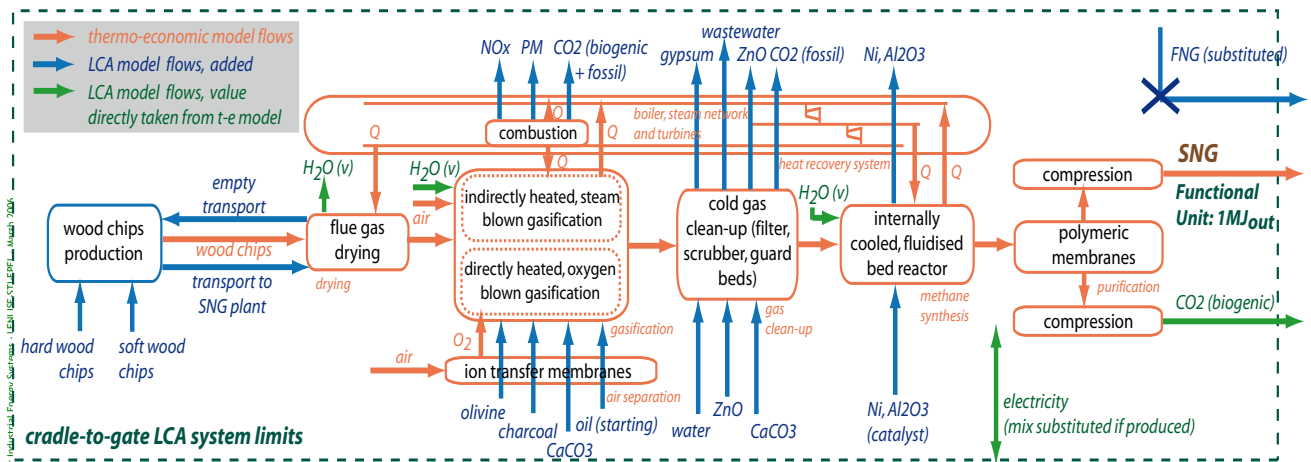 thermo-economic model flows
LCA model flows, added
LCA model flows, value
directly taken from t-e model
NOx
PM
CO2 (biogenic
+ fossil)
gypsum
wastewater
ZnO
CO2 (fossil)
Ni, Al2O3
FNG (substituted)
combustion
Q
Q
Q
Q
boiler, steam network
and turbines
heat recovery system
Q
Q
H2O (v)
H2O (v)
air
H2O (v)
empty
transport
wood chips
production
wood chips
transport to
SNG plant
flue gas
drying
drying
indirectly heated, steam
blown gasification
directly heated, oxygen
blown gasification
gasification
cold gas
clean-up (filter,
scrubber, guard
beds)
gas
clean-up
internally
cooled, fluidised
bed reactor
methane
synthesis
compression
polymeric
membranes
purification
compression
SNG
Functional
Unit: 1MJout
CO2 (biogenic)
hard wood
chips
soft wood
chips
O2
air
ion transfer membranes
air separation
olivine
charcoal
CaCO3
oil (starting)
water
ZnO
CaCO3
Ni, Al2O3
(catalyst)
electricity
(mix substituted if produced)
cradle-to-gate LCA system limits